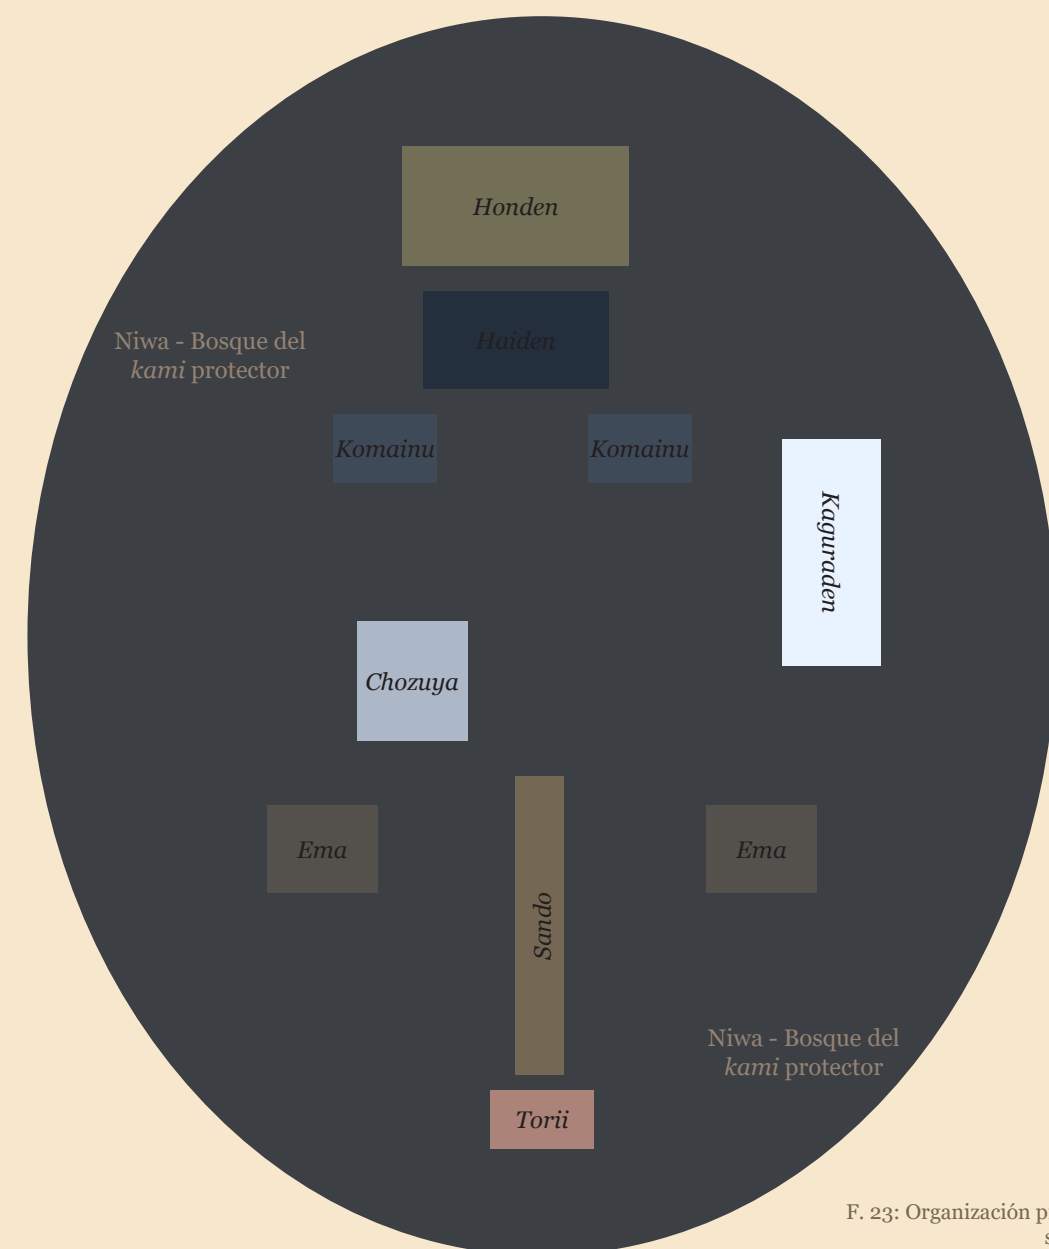 Honden
Haiden
Niwa - Bosque del
kami protector
Komainu
Komainu
Kaguraden
Chozuya
Ema
Ema
Sando
Niwa - Bosque del
kami protector
Torii
F. 23: Organización